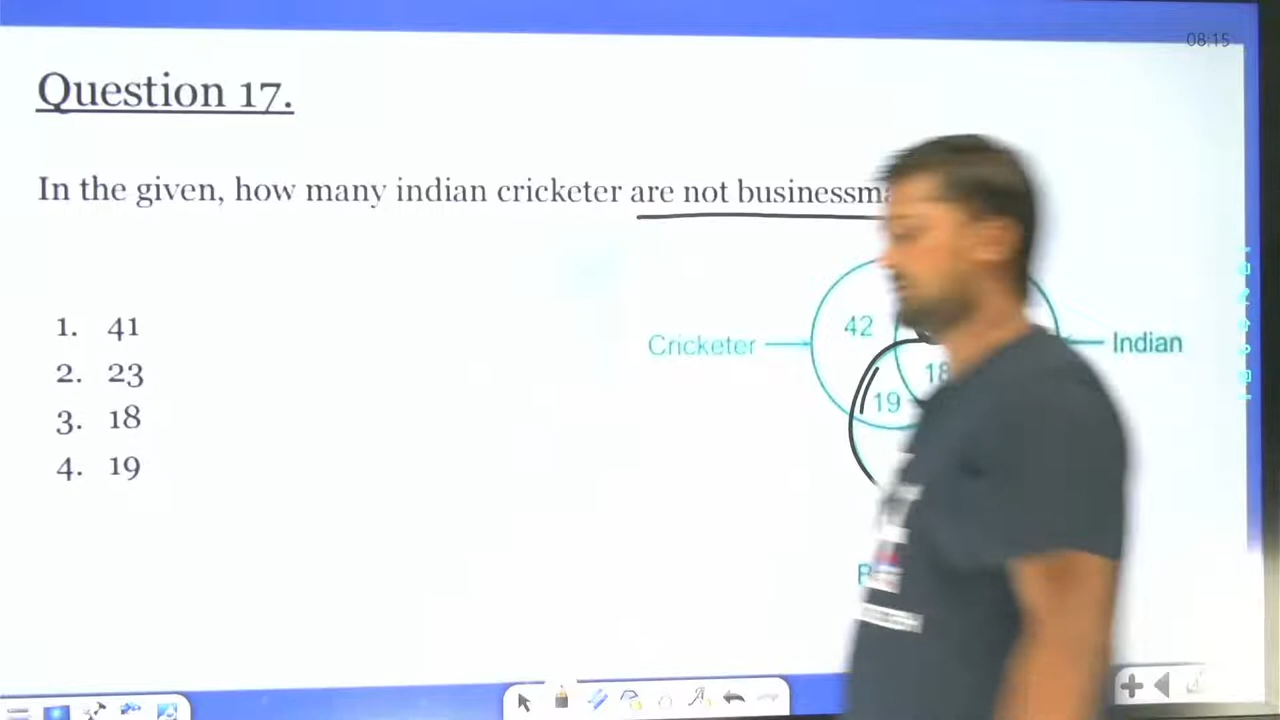 08:15
Question 17.
In the given, how many indian cricketer are not
1. 41
2. 23
3. 18
4. 19
42
Cricketer
Indian
18
19